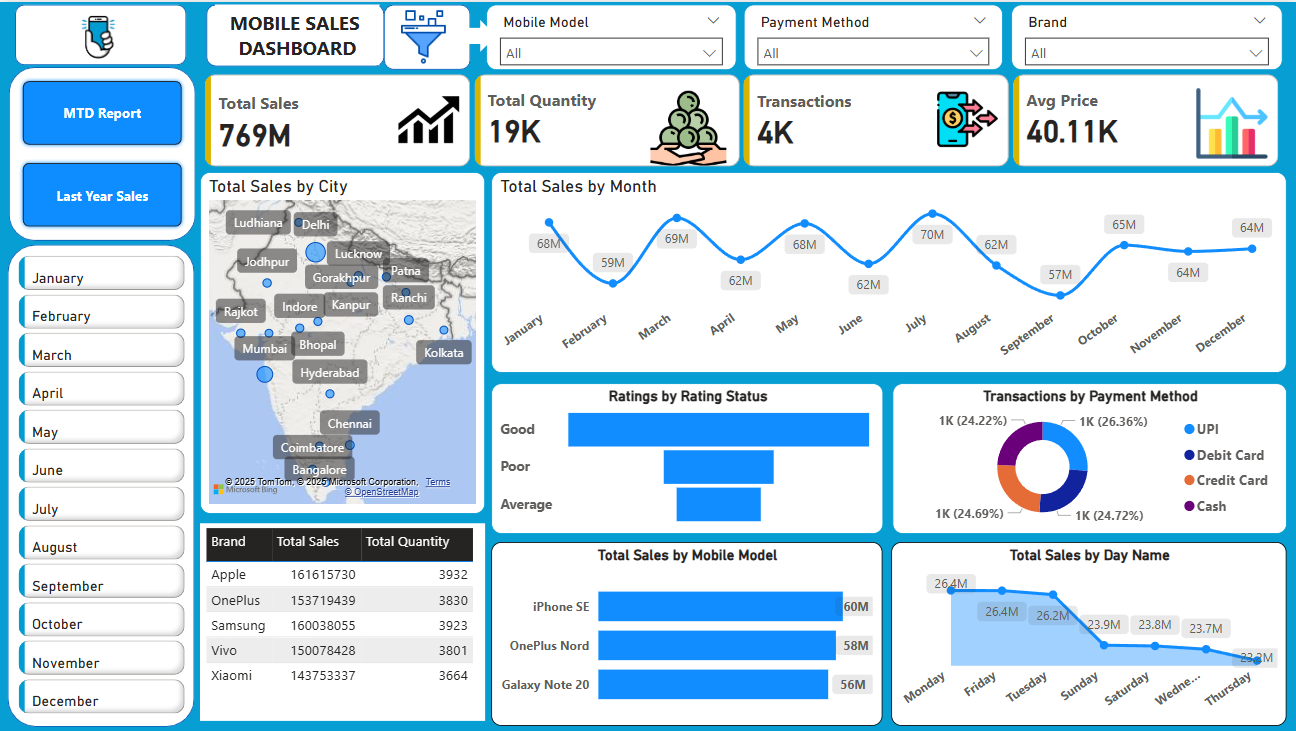 MOBILE SALES
DASHBOARD
Mobile Model
All
Payment Method
All
Brand
All
MTD Report
Last Year Sales
Total Sales
769M
Total Quantity
19K
Transactions
4K
Avg Price
40.11K
January
February
March
April
May
June
July
August
September
October
November
December
Total Sales by City
Ludhiana
Delhi
Lucknow
Jodhpur
Gorakhpur
Patna
Ranchi
Rajkot
Indore
Kanpur
Mumbai
Bhopal
Kolkata
Hyderabad
Chennai
Coimbatore
Bangalore
© 2025 TomTom, © 2025 Microsoft Corporation, Terms
Microsoft Bing
© OpenStreetMap
Total Sales by Month
68M
59M
69M
62M
68M
62M
70M
62M
57M
65M
64M
64M
January
February
March
April
May
June
July
August
September
October
November
December
Ratings by Rating Status
Good
Poor
Average
Transactions by Payment Method
1K (24.22%)
1K (26.36%)
1K (24.69%)
1K (24.72%)
UPI
Debit Card
Credit Card
Cash
Brand Total Sales Total Quantity
Apple 161615730 3932
OnePlus 153719439 3830
Samsung 160038055 3923
Vivo 150078428 3801
Xiaomi 143753337 3664
Total Sales by Mobile Model
iPhone SE 60M
OnePlus Nord 58M
Galaxy Note 20 56M
Total Sales by Day Name
26.4M
26.4M
26.2M
23.9M
23.8M
23.7M
23.2M
Monday
Friday
Tuesday
Sunday
Saturday
Wedne...
Thursday